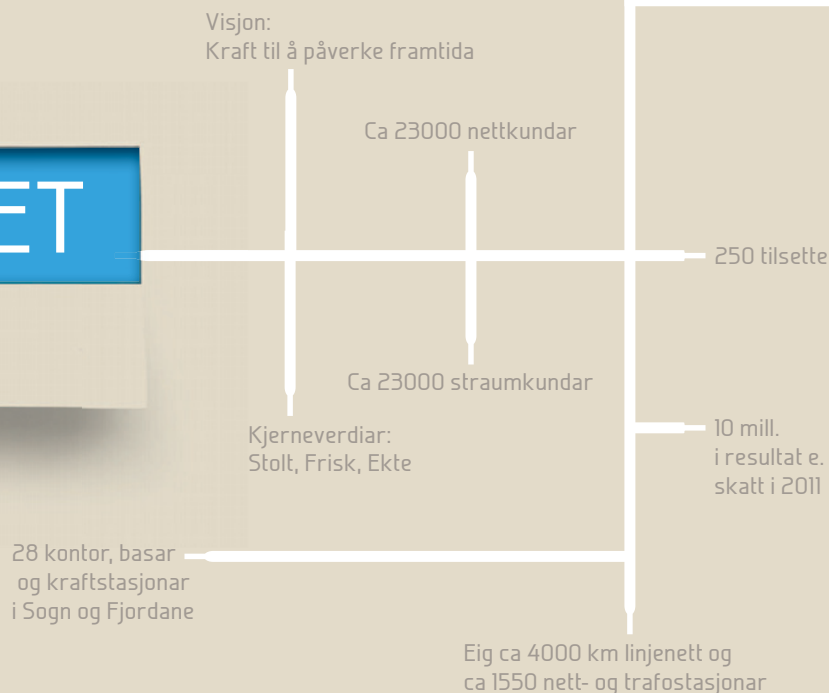 Visjon:
Kraft til å påverke framtida
Ca 23000 nettkundar
ET
250 tilsette
Ca 23000 straumkundar
Kjerneverdiar:
Stolt, Frisk, Ekte
10 mill.
i resultat e.
skatt i 2011
28 kontor, basar
og kraftstasjonar
i Sogn og Fjordane
Eig ca 4000 km linjenett og
ca 1550 nett- og trafostasjonar